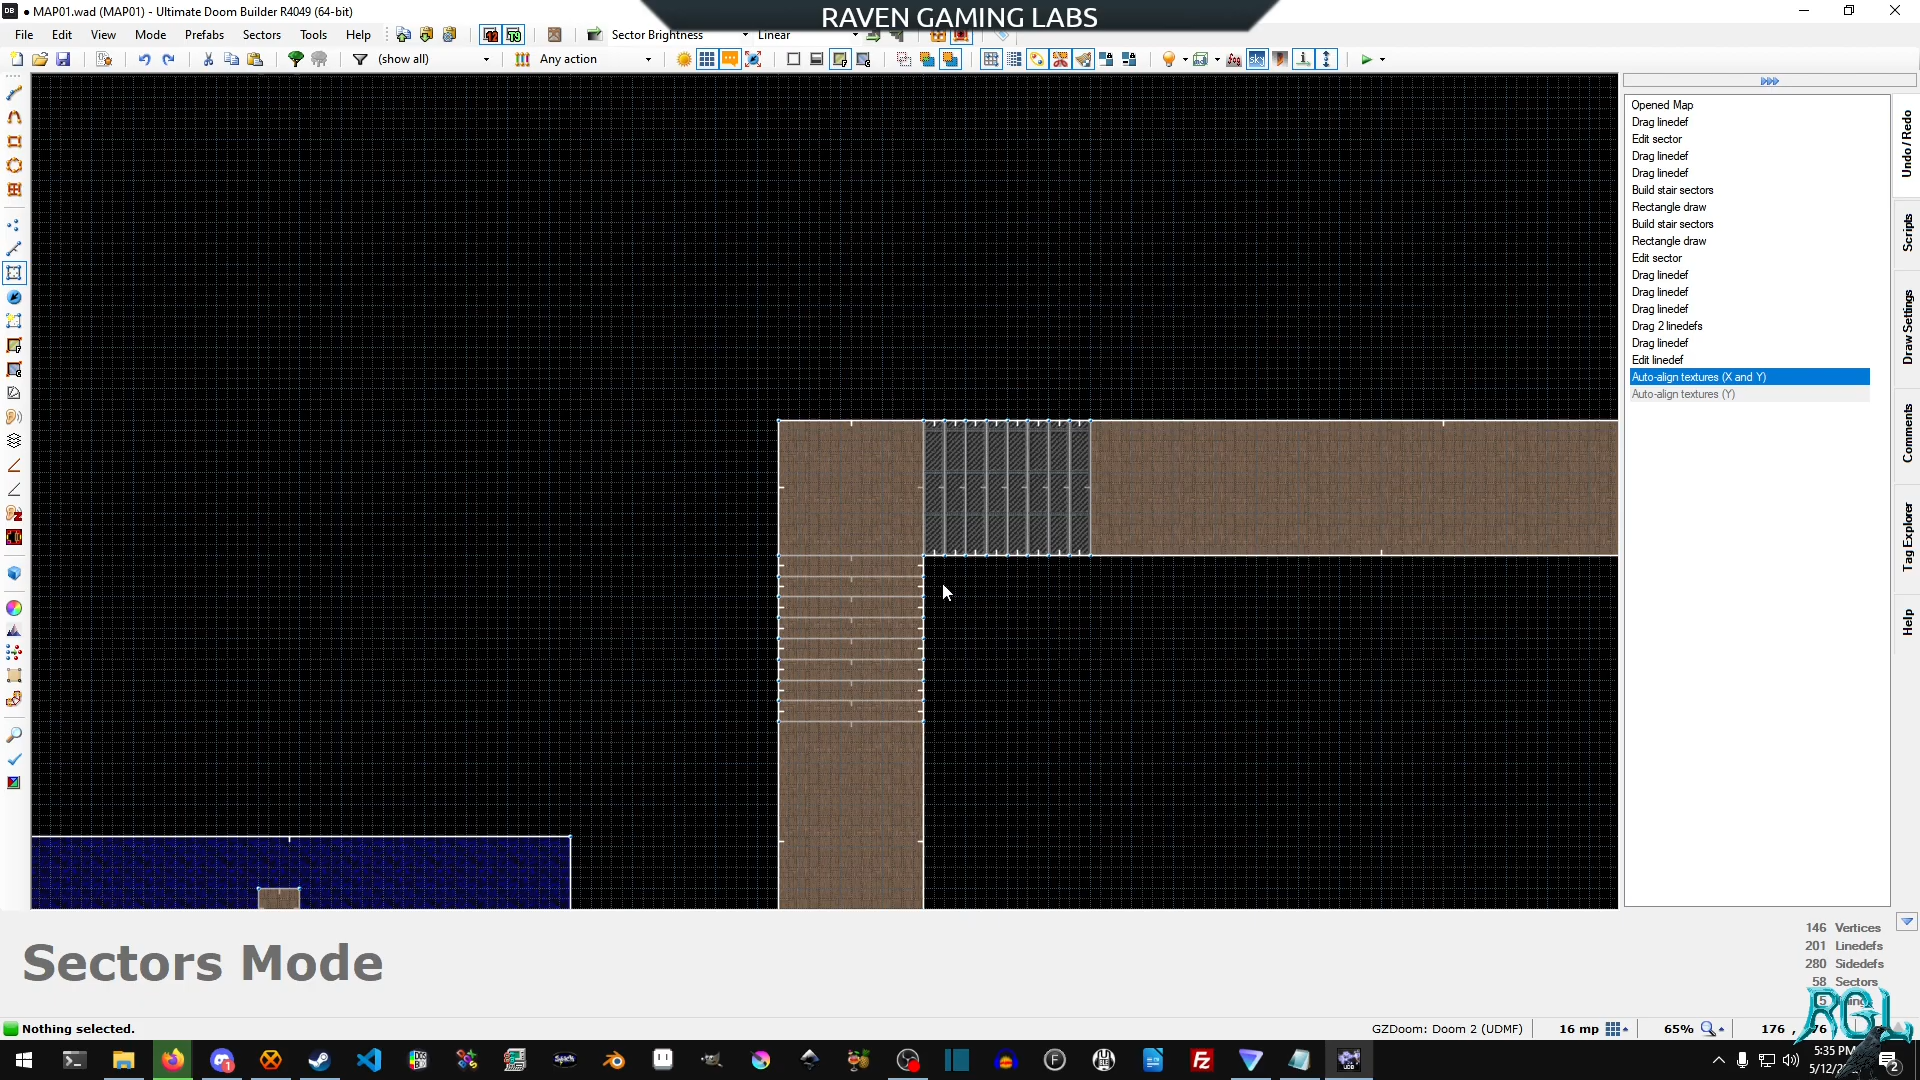 MAP01.wad (MAP01) - Ultimate Doom Builder R4049 (64-bit)
RAVEN GAMING LABS
File Edit View Mode Prefabs Sectors Tools Help
Sector Brightness
Linear
(show all)
Any action
Opened Map
Drag linedef
Edit sector
Drag linedef
Drag linedef
Build stair sectors
Rectangle draw
Build stair sectors
Rectangle draw
Edit sector
Drag linedef
Drag linedef
Drag linedef
Drag 2 linedefs
Drag linedef
Edit linedef
Auto-align textures (X and Y)
Auto-align textures (Y)
Undo / Redo
Scripts
Draw Settings
Comments
Tag Explorer
Help
Sectors Mode
146 Vertices
201 Linedefs
280 Sidedefs
58 Sectors
RGL
Nothing selected.
GZDoom: Doom 2 (UDMF)
16 mp
65%
176 ,
5:35 PM